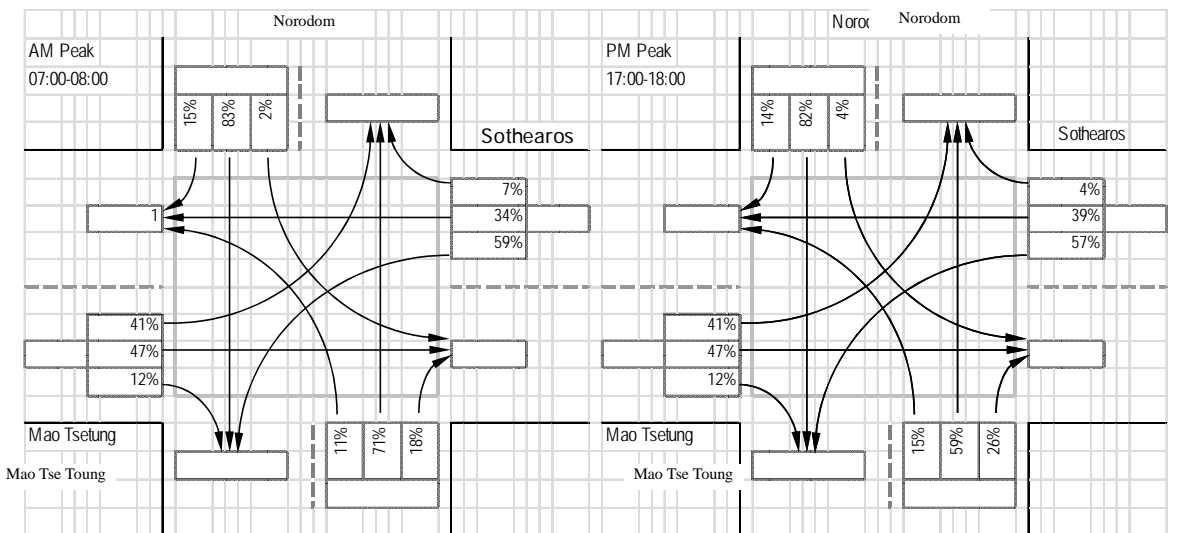 Norodom
AM Peak
07:00-08:00
15%
83%
2%
Sothearos
7%
34%
59%
1
41%
47%
12%
11%
71%
18%
Mao Tsetung
Mao Tse Toung
Norodom
PM Peak
17:00-18:00
14%
82%
4%
Sothearos
4%
39%
57%
41%
47%
12%
15%
59%
26%
Mao Tsetung
Mao Tse Toung